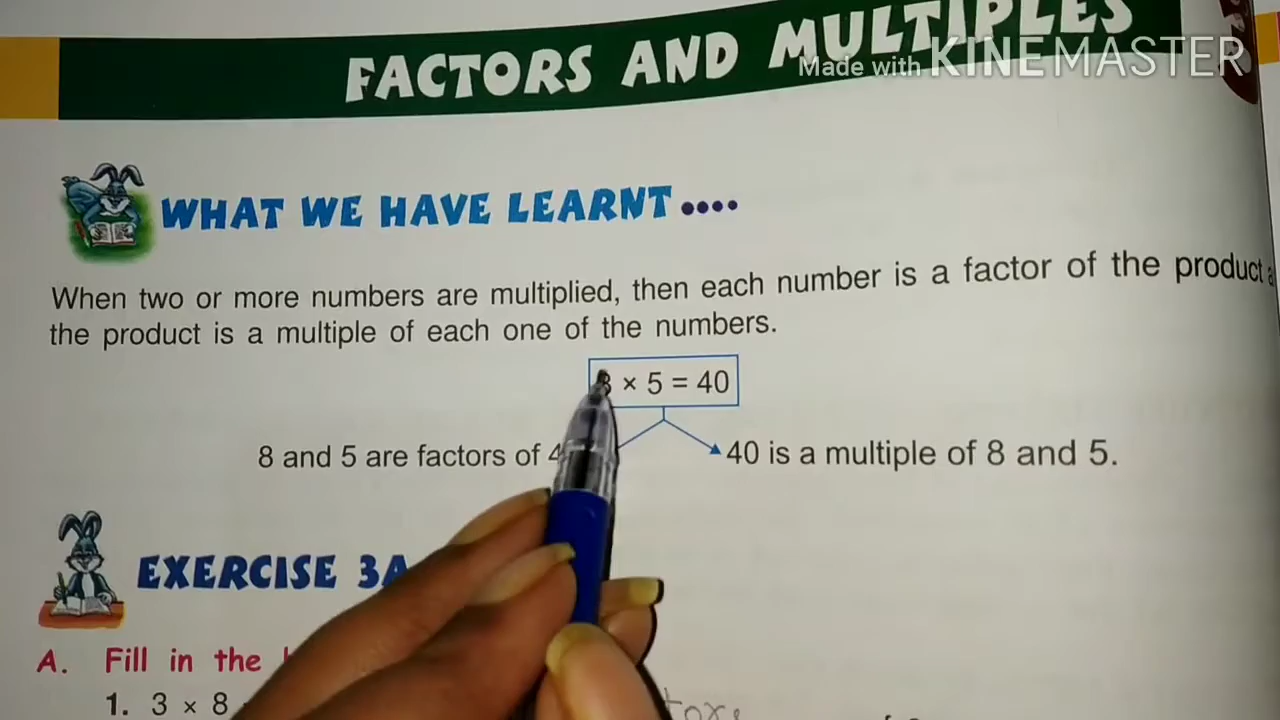 FACTORS AND MULTIPLES
Made with KINEMASTER
WHAT WE HAVE LEARNT ....
When two or more numbers are multiplied, then each number is a factor of the product
the product is a multiple of each one of the numbers.
8 × 5 = 40
8 and 5 are factors of 4
40 is a multiple of 8 and 5.
EXERCISE 3A
A. Fill in the
1. 3 × 8